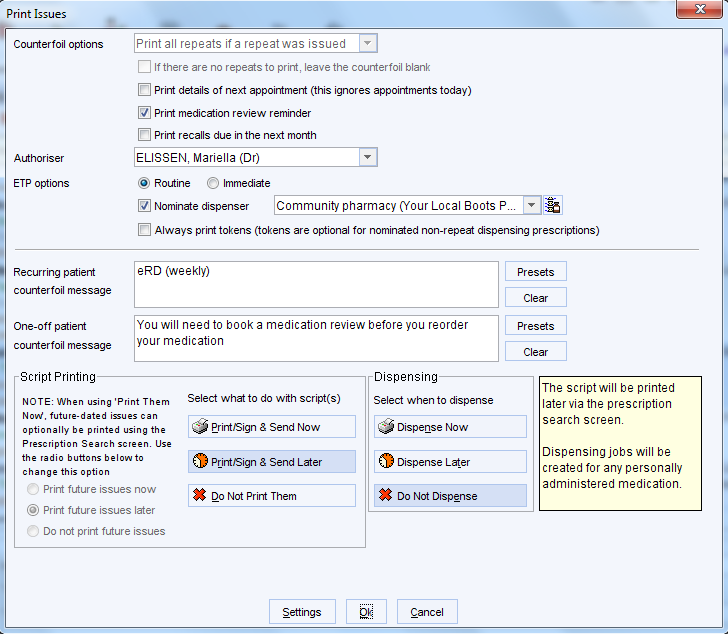 Print Issues
Counterfoil options
Print all repeats if a repeat was issued
If there are no repeats to print, leave the counterfoil blank
Print details of next appointment (this ignores appointments today)
Print medication review reminder
Print recalls due in the next month
Authoriser
ELISSEN, Mariella (Dr)
ETP options
Routine
Immediate
Nominate dispenser
Community pharmacy (Your Local Boots P...
Always print tokens (tokens are optional for nominated non-repeat dispensing prescriptions)
Recurring patient
counterfoil message
eRD (weekly)
Presets
Clear
One-off patient
counterfoil message
You will need to book a medication review before you reorder
your medication
Presets
Clear
Script Printing
NOTE: When using 'Print Them
Now', future-dated issues can
optionally be printed using the
Prescription Search screen. Use
the radio buttons below to
change this option
Print future issues now
Print future issues later
Do not print future issues
Select what to do with script(s)
Print/Sign & Send Now
Print/Sign & Send Later
Do Not Print Them
Dispensing
Select when to dispense
Dispense Now
Dispense Later
Do Not Dispense
The script will be printed
later via the prescription
search screen.
Dispensing jobs will be
created for any personally
administered medication.
Settings
Ok
Cancel